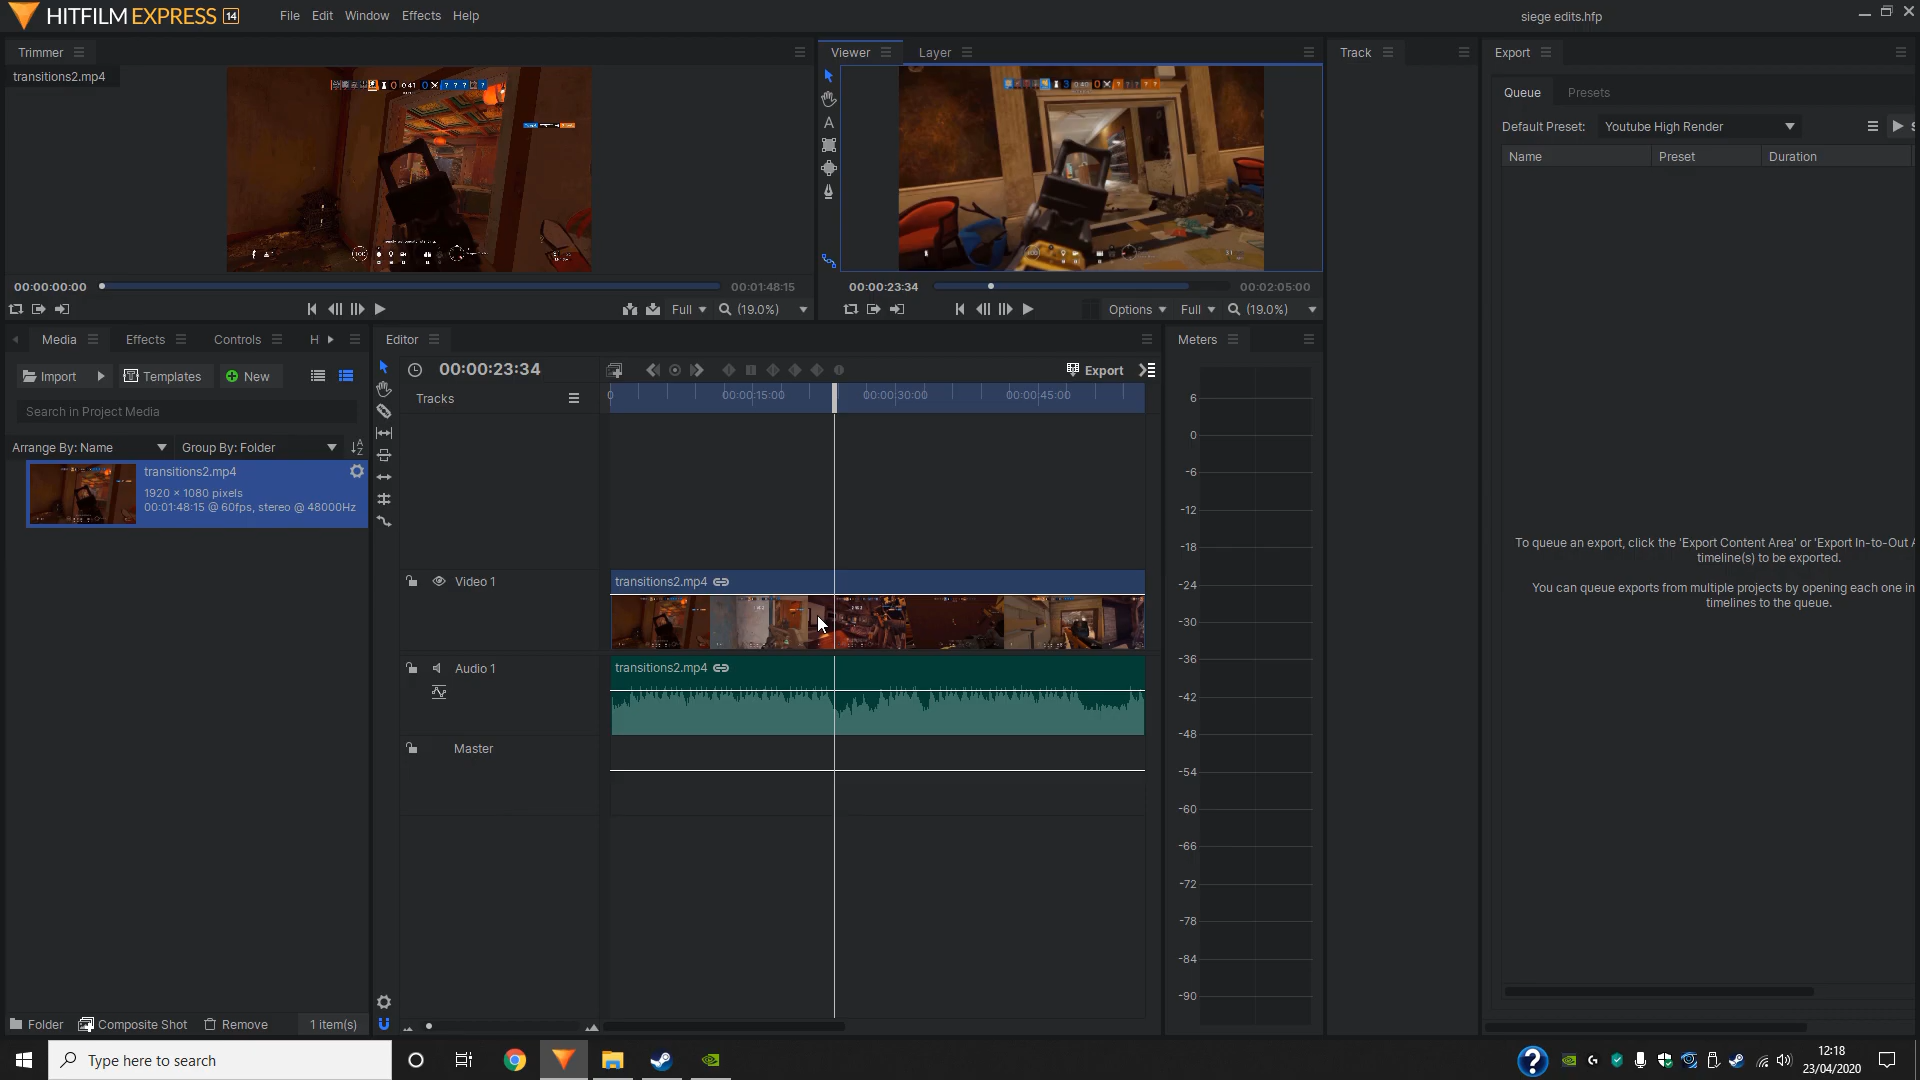 HITFILM EXPRESS 14
File Edit Window Effects Help
siege edits.hfp
Trimmer
transitions2.mp4
00:00:00:00
00:01:48:15
Full
(19.0%)
Viewer
Layer
00:00:23:34
00:02:05:00
Options
Full
(19.0%)
Track
Export
Queue
Presets
Default Preset:
Youtube High Render
Name
Preset
Duration
To queue an export, click the 'Export Content Area' or 'Export In-to-Out A
timeline(s) to be exported.
You can queue exports from multiple projects by opening each one in
timelines to the queue.
Media
Effects
Controls
H
Import
Templates
New
Search in Project Media
Arrange By: Name
Group By: Folder
transitions2.mp4
1920 × 1080 pixels
00:01:48:15 @ 60fps, stereo @ 48000Hz
Folder
Composite Shot
Remove
1 item(s)
Editor
00:00:23:34
Export
Tracks
0
00:00:15:00
00:00:30:00
00:00:45:00
Video 1
transitions2.mp4
Audio 1
transitions2.mp4
Master
Meters
6
0
-6
-12
-18
-24
-30
-36
-42
-48
-54
-60
-66
-72
-78
-84
-90
Type here to search
12:18
23/04/2020